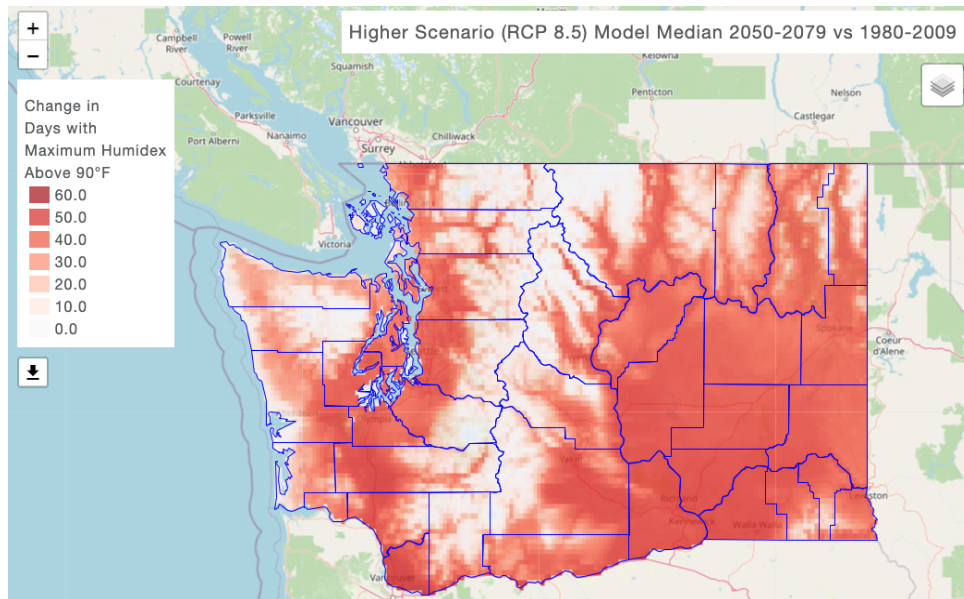 +
Higher Scenario (RCP 8.5) Model Median 2050-2079 vs 1980-2009
−
Campbell
River
Powell
River
Kelowna
Squamish
Change in
Days with
Maximum Humidex
Above 90°F
60.0
50.0
40.0
30.0
20.0
10.0
0.0
Courtenay
Penticton
Nelson
Parksville
Castlegar
Vancouver
Port Alberni
Nanaimo
Chilliwack
Surrey
Victoria
Spokane
Coeur
d'Alene
Seattle
Aberdeen
Olympia
Yakima
Lewiston
Richland
Kennewick
Walla Walla
Vancouver